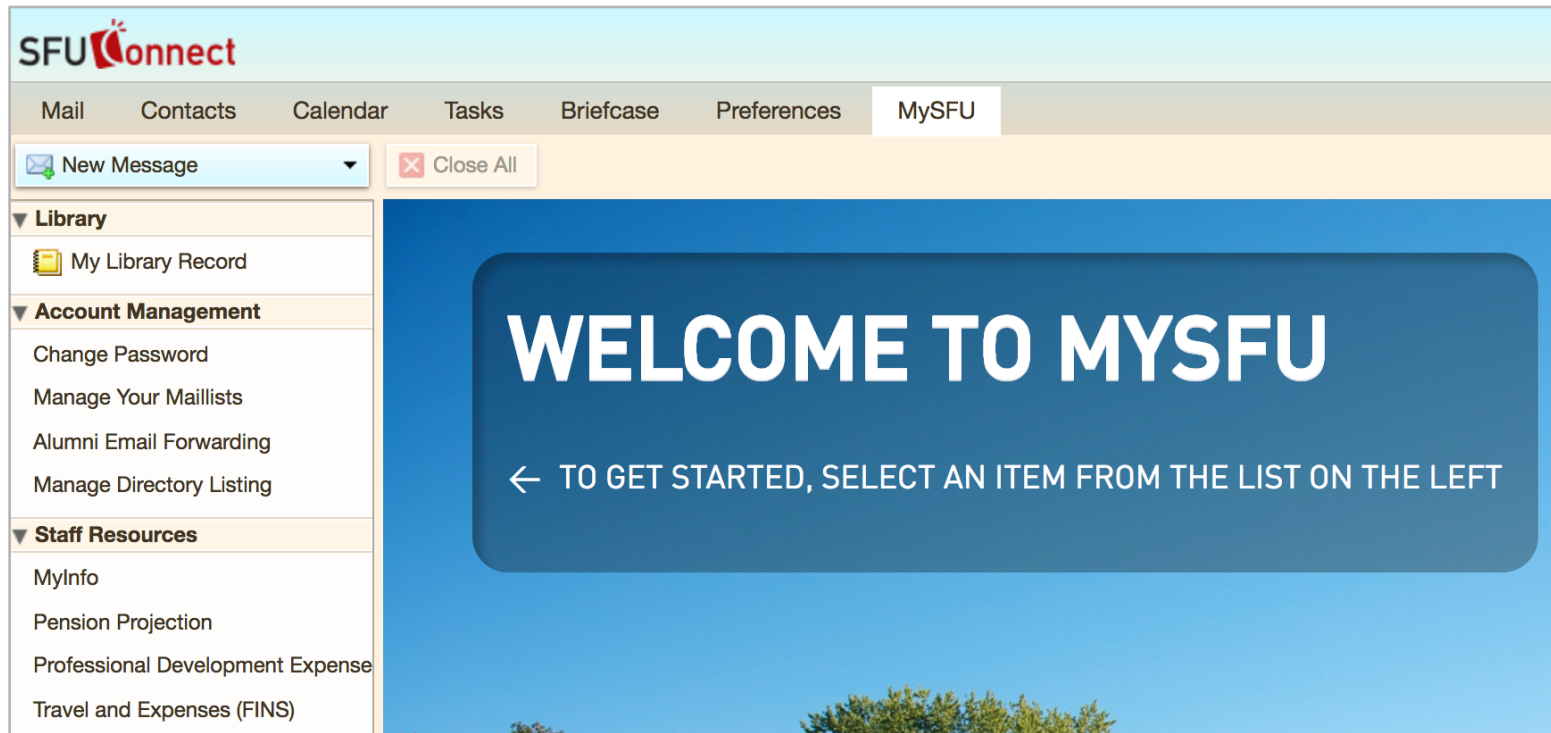 SFU Connect
Mail Contacts Calendar Tasks Briefcase Preferences MySFU
New Message Close All
Library
My Library Record
Account Management
Change Password
Manage Your Maillists
Alumni Email Forwarding
Manage Directory Listing
Staff Resources
MyInfo
Pension Projection
Professional Development Expense
Travel and Expenses (FINS)
WELCOME TO MYSFU
← TO GET STARTED, SELECT AN ITEM FROM THE LIST ON THE LEFT